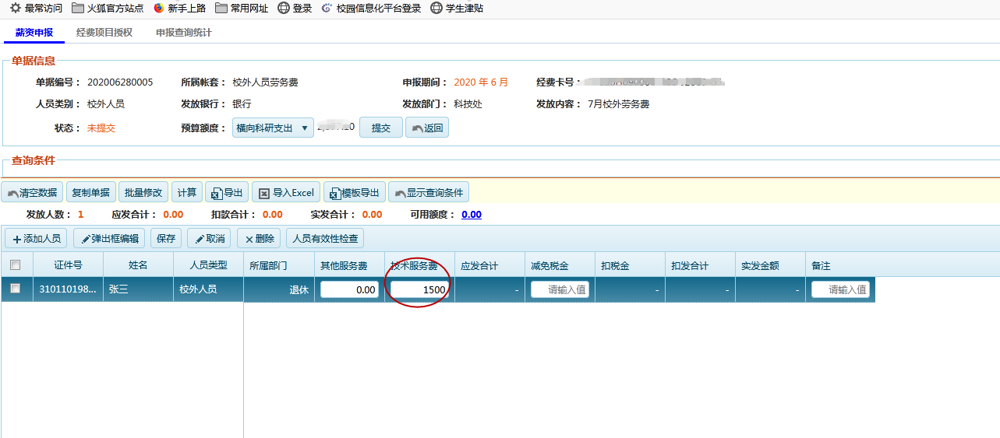 最常访问 火狐官方站点 新手上路 常用网址 登录 校园信息化平台登录 学生津贴
薪资申报 经费项目授权 申报查询统计
单据信息
单据编号： 202006280005 所属帐套： 校外人员劳务费 申报期间： 2020 年 6 月 经费卡号：
人员类别： 校外人员 发放银行： 银行 发放部门： 科技处 发放内容： 7月校外劳务费
状态： 未提交 预算额度： 横向科研支出 提交 返回
查询条件
清空数据 复制单据 批量修改 计算 导出 导入Excel 模板导出 显示查询条件
发放人数： 1 应发合计： 0.00 扣款合计： 0.00 实发合计： 0.00 可用额度： 0.00
添加人员 弹出框编辑 保存 取消 删除 人员有效性检查
证件号 姓名 人员类型 所属部门 其他服务费 技术服务费 应发合计 减免税金 扣税金 扣发合计 实发金额 备注
310110198... 张三 校外人员 退休 0.00 1500 - 请输入值 - - - 请输入值